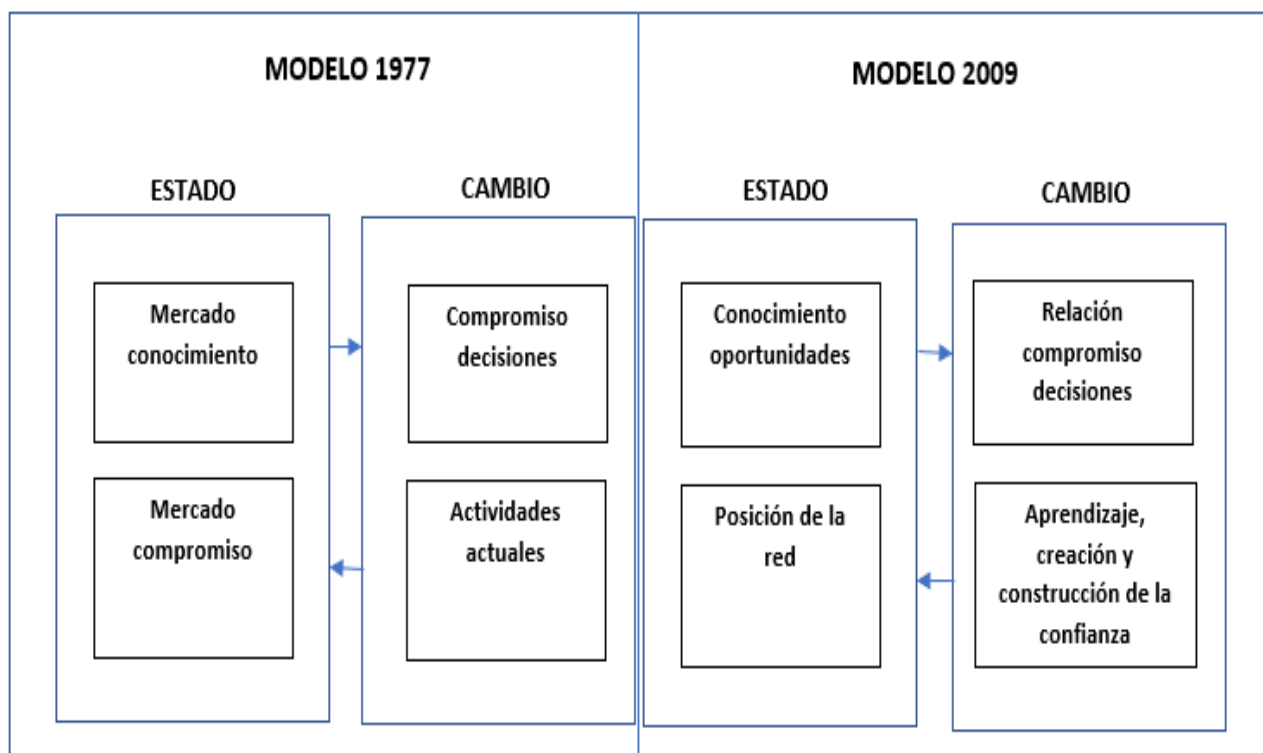 MODELO 1977
ESTADO
CAMBIO
Mercado
conocimiento
Compromiso
decisiones
Mercado
compromiso
Actividades
actuales
MODELO 2009
ESTADO
CAMBIO
Conocimiento
oportunidades
Relación
compromiso
decisiones
Posición de la
red
Aprendizaje,
creación y
construcción de la
confianza